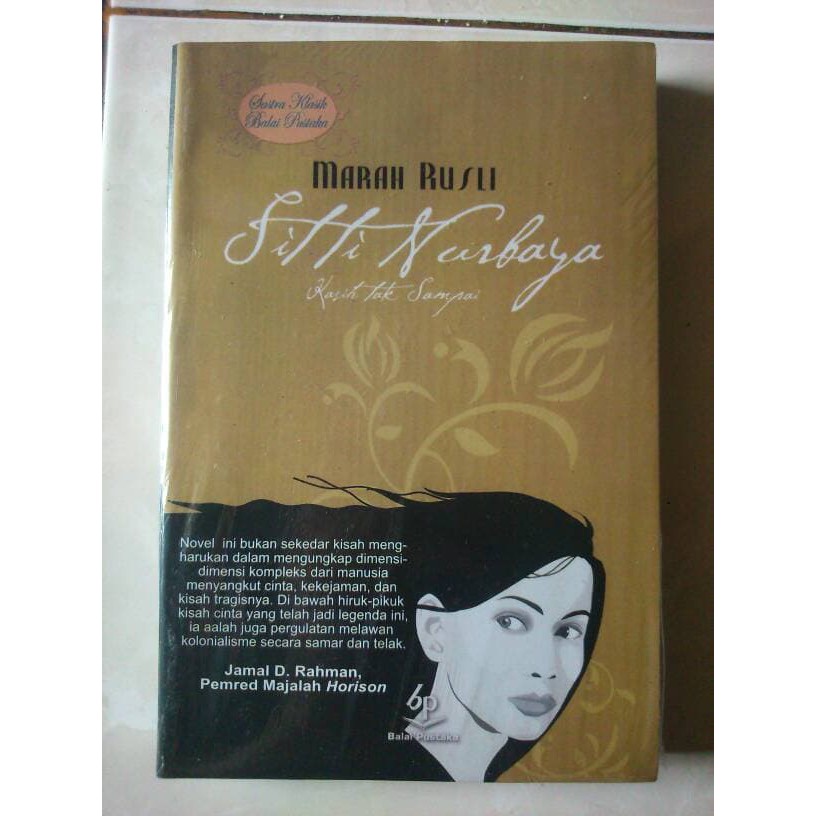 Sastra Klasik
Balai Pustaka
MARAH RUSLI
Sitti Nurbaya
Kasih tak Sampai
Novel ini bukan sekedar kisah meng-
harukan dalam mengungkap dimensi-
dimensi kompleks dari manusia
menyangkut cinta, kekejaman, dan
kisah tragisnya. Di bawah hiruk-pikuk
kisah cinta yang telah jadi legenda ini,
ia aalah juga pergulatan melawan
kolonialisme secara samar dan telak.
Jamal D. Rahman,
Pemred Majalah Horison
bp
Balai Pustaka